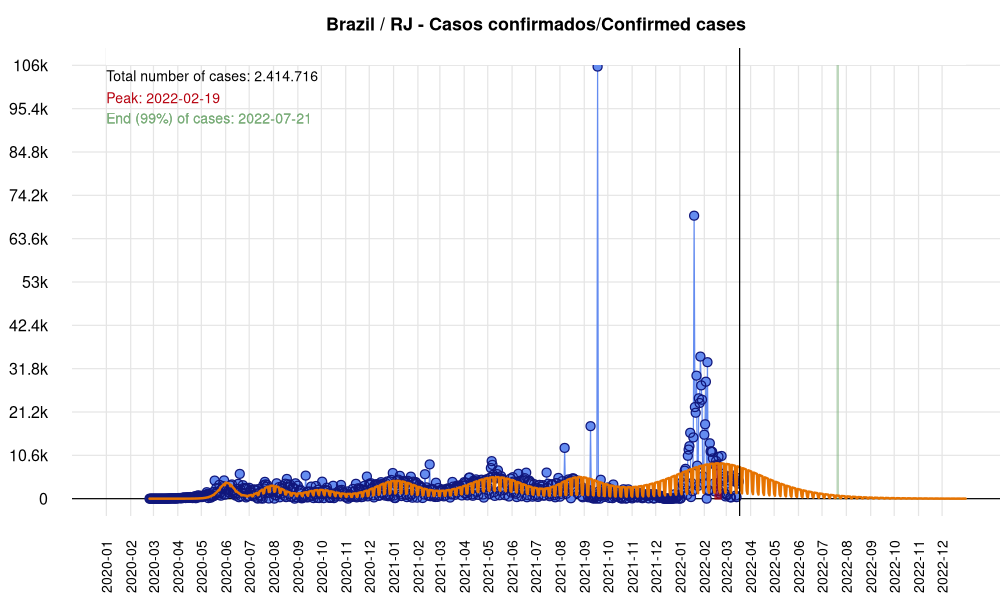 Brazil / RJ - Casos confirmados/Confirmed cases
106k
Total number of cases: 2.414.716
Peak: 2022-02-19
95.4k
End (99%) of cases: 2022-07-21
84.8k
74.2k
63.6k
53k
42.4k
31.8k
21.2k
10.6k
0
2020-01
2020-02
2020-03
2020-04
2020-05
2020-06
2020-07
2020-08
2020-09
2020-10
2020-11
2020-12
2021-01
2021-02
2021-03
2021-04
2021-05
2021-06
2021-07
2021-08
2021-09
2021-10
2021-11
2021-12
2022-01
2022-02
2022-03
2022-04
2022-05
2022-06
2022-07
2022-08
2022-09
2022-10
2022-11
2022-12